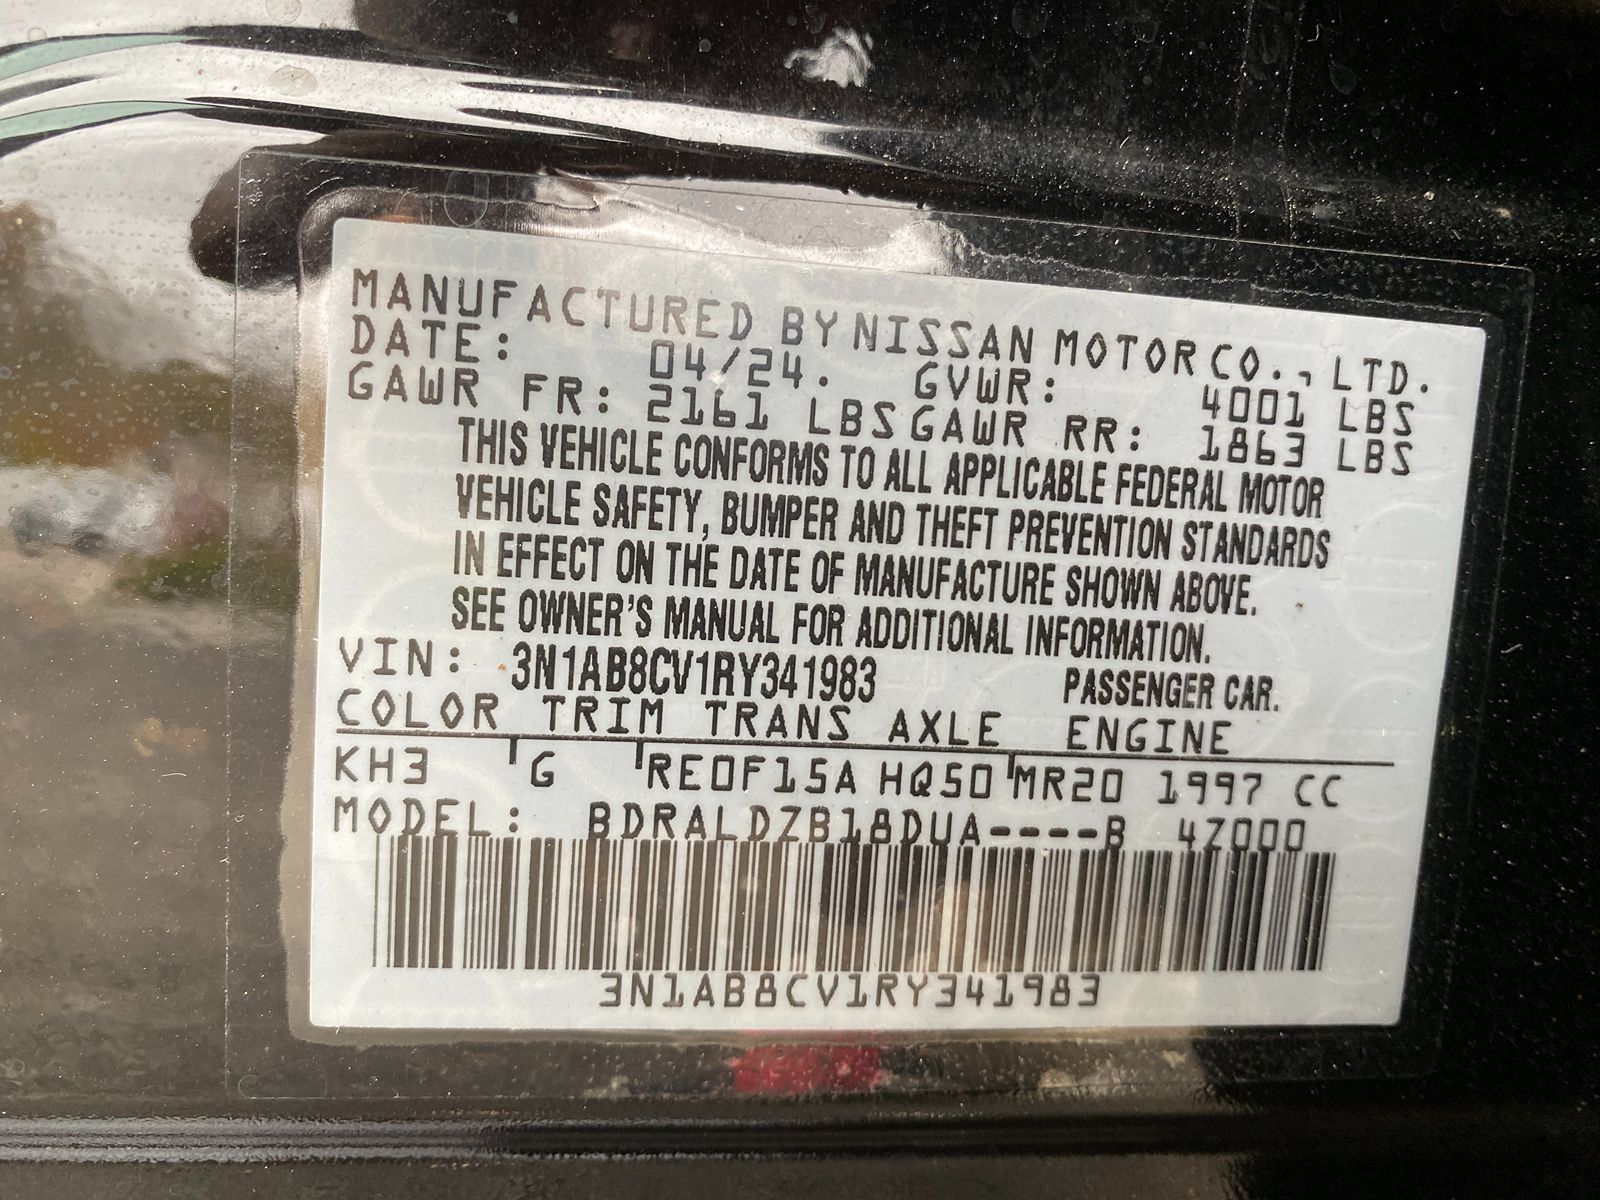 MANUFACTURED BY NISSAN MOTOR CO., LTD.
DATE: 04/24. GVWR: 4001 LBS
GAWR FR: 2161 LBS GAWR RR: 1863 LBS
THIS VEHICLE CONFORMS TO ALL APPLICABLE FEDERAL MOTOR
VEHICLE SAFETY, BUMPER AND THEFT PREVENTION STANDARDS
IN EFFECT ON THE DATE OF MANUFACTURE SHOWN ABOVE.
SEE OWNER'S MANUAL FOR ADDITIONAL INFORMATION.
VIN: 3N1AB8CV1RY341983 PASSENGER CAR.
COLOR TRIM TRANS AXLE ENGINE
KH3 G RE0F15A HQ50 MR20 1997 CC
MODEL: BDRALDZB18DUA----B 4Z000
3N1AB8CV1RY341983